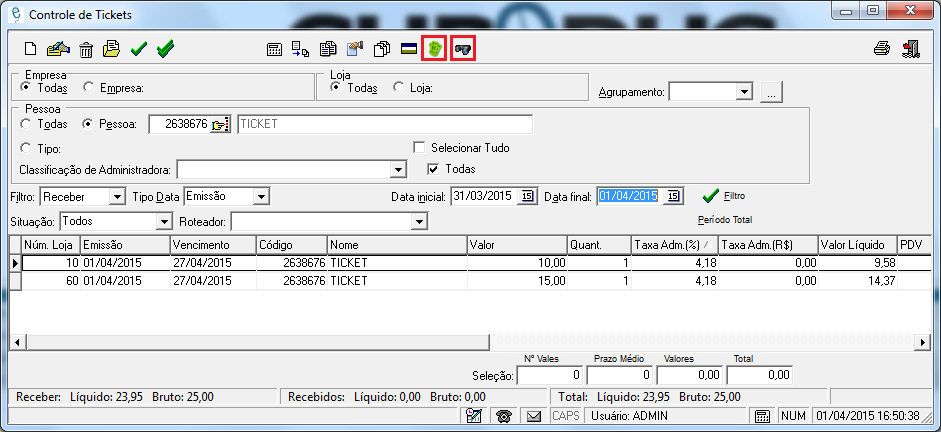 Controle de Tickets
Empresa
Todas Empresa:
Loja
Todas Loja:
Agrupamento: ...
Pessoa
Todas Pessoa: 2638676 TICKET
Tipo: Selecionar Tudo
Classificação de Administradora: Todas
Filtro: Receber Tipo Data Emissão Data inicial: 31/03/2015 15 Data final: 01/04/2015 15 Filtro
Situação: Todos Roteador: Período Total
Núm. Loja Emissão Vencimento Código Nome Valor Quant. Taxa Adm.(%) Taxa Adm.(R$) Valor Líquido PDV
10 01/04/2015 27/04/2015 2638676 TICKET 10,00 1 4,18 0,00 9,58
60 01/04/2015 27/04/2015 2638676 TICKET 15,00 1 4,18 0,00 14,37
Nº Vales Prazo Médio Valores Total
Seleção: 0 0 0,00 0,00
Receber: Líquido: 23,95 Bruto: 25,00 Recebidos: Líquido: 0,00 Bruto: 0,00 Total: Líquido: 23,95 Bruto: 25,00
CAPS Usuário: ADMIN NUM 01/04/2015 16:50:38